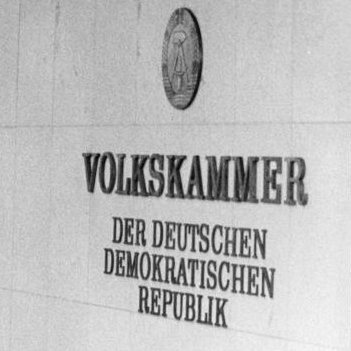 VOLKSKAMMER
DER DEUTSCHEN
DEMOKRATISCHEN
REPUBLIK